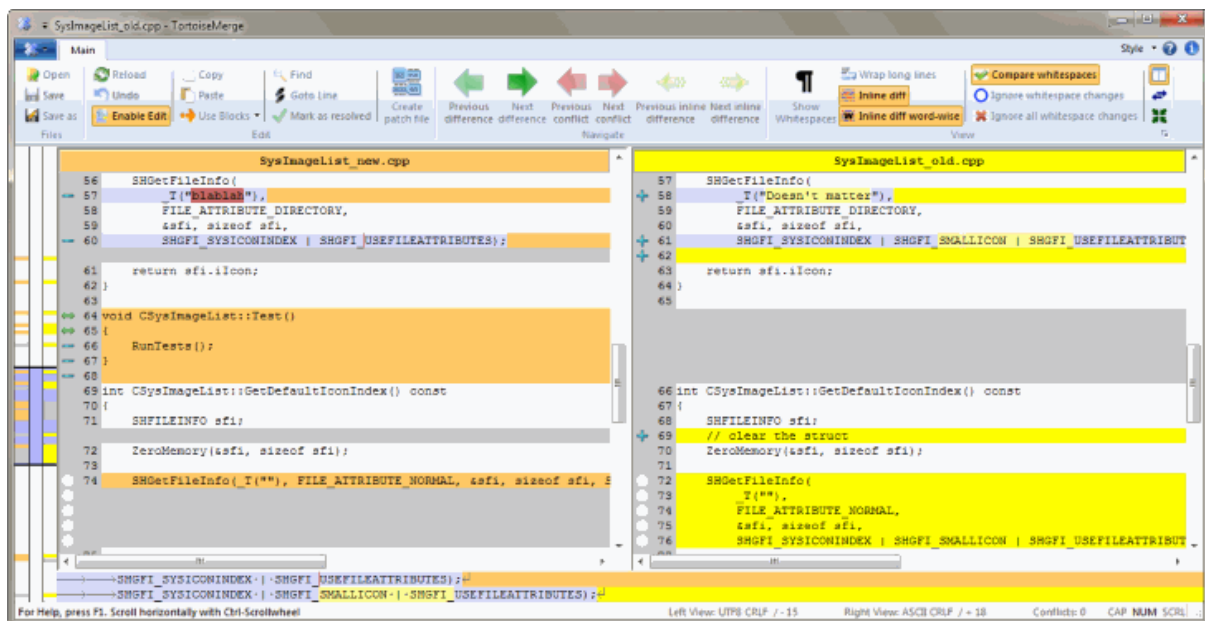 SysImageList_old.cpp - TortoiseMerge
Main
Style
Open
Save
Save as
Files
Reload
Undo
Enable Edit
Copy
Paste
Use Blocks
Find
Goto Line
Mark as resolved
Edit
Create patch file
Previous difference
Next difference
Previous conflict
Next conflict
Previous inline difference
Next inline difference
Navigate
Show Whitespaces
Wrap long lines
Inline diff
Inline diff word-wise
Compare whitespaces
Ignore whitespace changes
Ignore all whitespace changes
View
SysImageList_new.cpp
56 SHGetFileInfo(
57 _T("blablah"),
58 FILE_ATTRIBUTE_DIRECTORY,
59 &sfi, sizeof sfi,
60 SHGFI_SYSICONINDEX | SHGFI_USEFILEATTRIBUTES);
61 return sfi.iIcon;
62 }
63
64 void CSysImageList::Test()
65 {
66 RunTests();
67 }
68
69 int CSysImageList::GetDefaultIconIndex() const
70 {
71 SHFILEINFO sfi;
72 ZeroMemory(&sfi, sizeof sfi);
73
74 SHGetFileInfo(_T(""), FILE_ATTRIBUTE_NORMAL, &sfi, sizeof sfi, S
SysImageList_old.cpp
57 SHGetFileInfo(
58 _T("Doesn't matter"),
59 FILE_ATTRIBUTE_DIRECTORY,
60 &sfi, sizeof sfi,
61 SHGFI_SYSICONINDEX | SHGFI_SMALLICON | SHGFI_USEFILEATTRIBUT
62
63 return sfi.iIcon;
64 }
65
66 int CSysImageList::GetDefaultIconIndex() const
67 {
68 SHFILEINFO sfi;
69 // clear the struct
70 ZeroMemory(&sfi, sizeof sfi);
71
72 SHGetFileInfo(
73 _T(""),
74 FILE_ATTRIBUTE_NORMAL,
75 &sfi, sizeof sfi,
76 SHGFI_SYSICONINDEX | SHGFI_SMALLICON | SHGFI_USEFILEATTRIBUT
SHGFI_SYSICONINDEX·|·SHGFI_USEFILEATTRIBUTES);
SHGFI_SYSICONINDEX·|·SHGFI_SMALLICON·|·SHGFI_USEFILEATTRIBUTES);
For Help, press F1. Scroll horizontally with Ctrl-Scrollwheel
Left View: UTF8 CRLF / - 15
Right View: ASCII CRLF / + 18
Conflicts: 0
CAP NUM SCRL